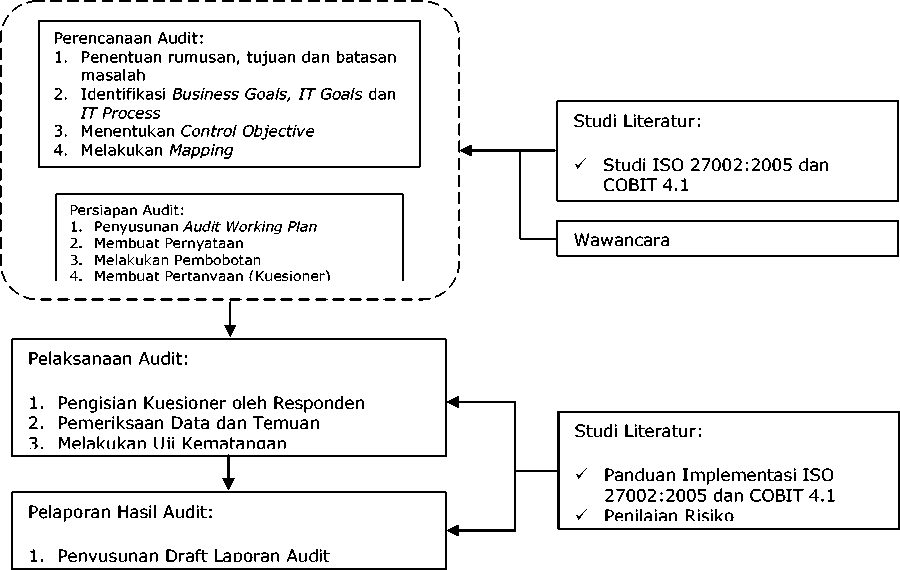 Perencanaan Audit:
1. Penentuan rumusan, tujuan dan batasan
masalah
2. Identifikasi Business Goals, IT Goals dan
IT Process
3. Menentukan Control Objective
4. Melakukan Mapping
Persiapan Audit:
1. Penyusunan Audit Working Plan
2. Membuat Pernyataan
3. Melakukan Pembobotan
4. Membuat Pertanyaan (Kuesioner)
Studi Literatur:
✓ Studi ISO 27002:2005 dan
COBIT 4.1
Wawancara
Pelaksanaan Audit:
1. Pengisian Kuesioner oleh Responden
2. Pemeriksaan Data dan Temuan
3. Melakukan Uji Kematangan
Studi Literatur:
✓ Panduan Implementasi ISO
27002:2005 dan COBIT 4.1
✓ Penilaian Risiko
Pelaporan Hasil Audit:
1. Penyusunan Draft Laporan Audit